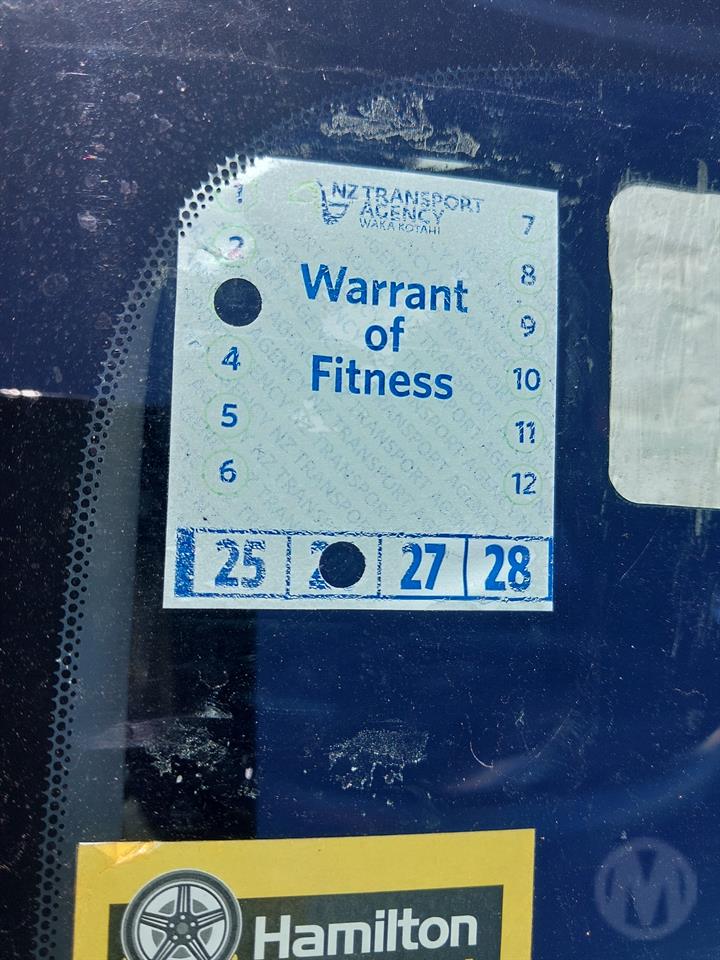 NZ TRANSPORT
AGENCY
WAKA KOTAHI
Warrant
of
Fitness
1
2
4
5
6
7
8
9
10
11
12
25
27
28
Hamilton
M